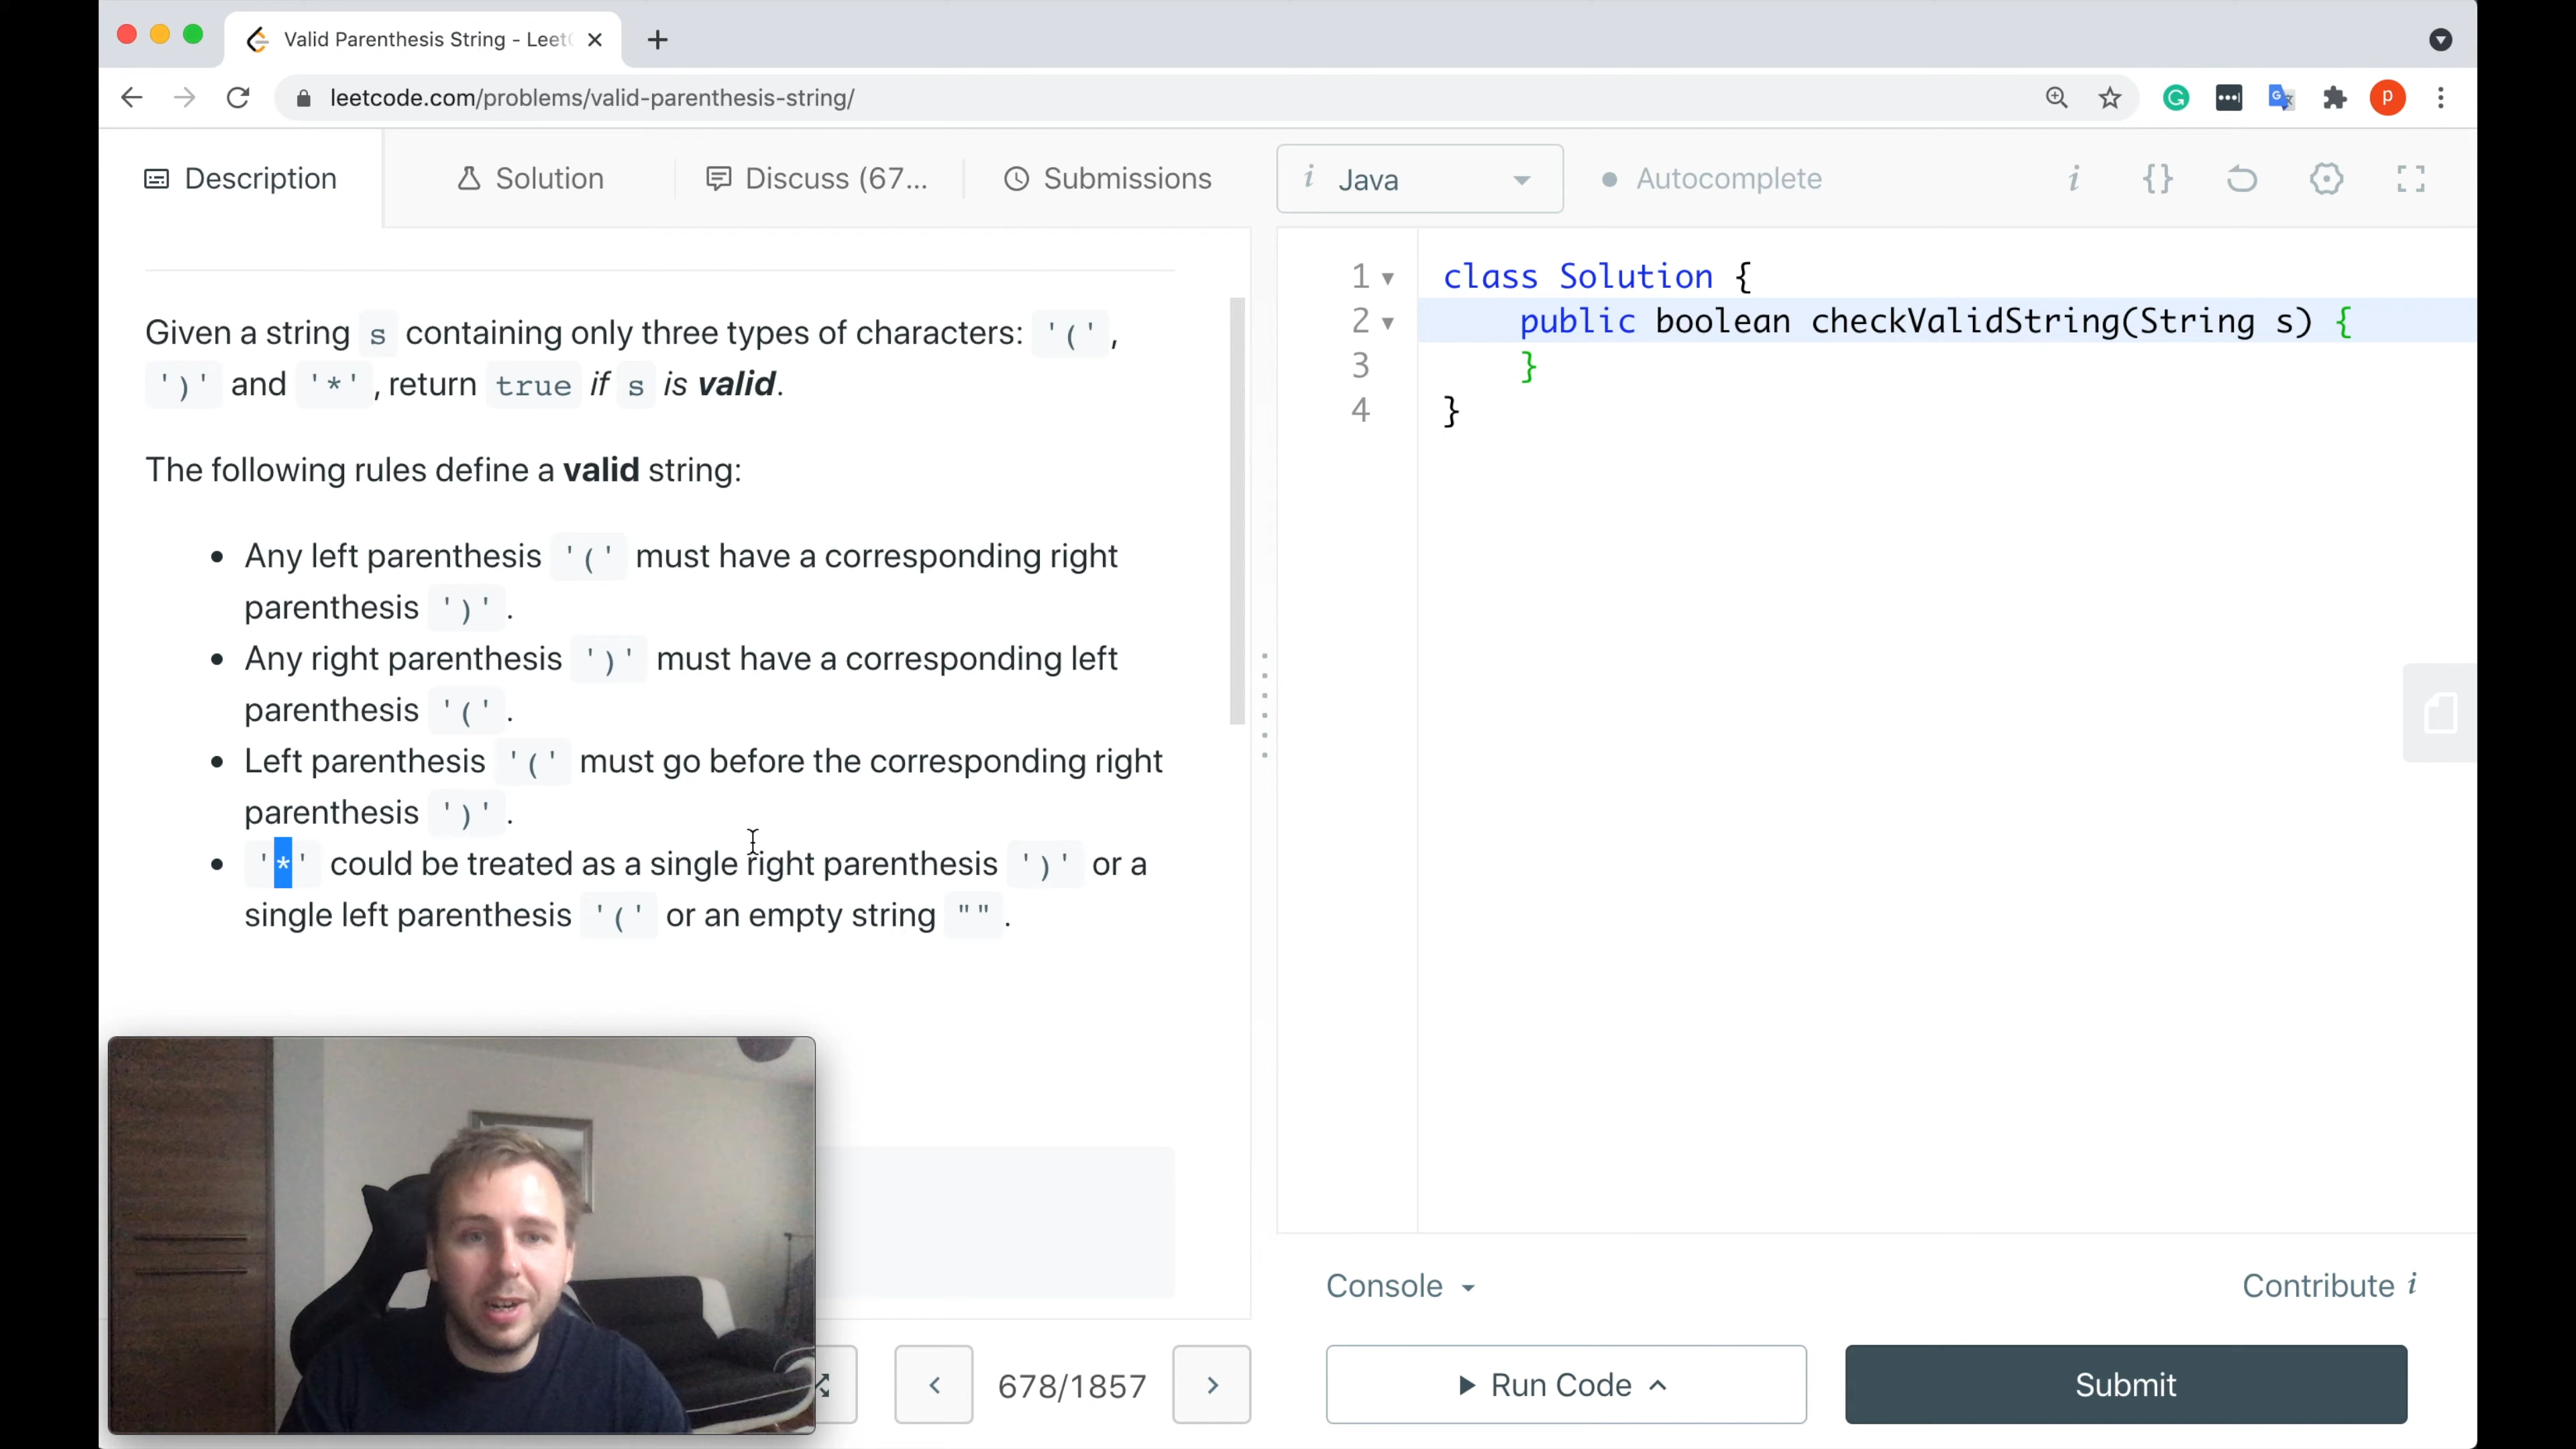 Valid Parenthesis String - Leet
leetcode.com/problems/valid-parenthesis-string/
p
Description
Solution
Discuss (67...
Submissions
i Java
Autocomplete
i {}
Given a string s containing only three types of characters: '(' ,
')' and '*' , return true if s is valid.
The following rules define a valid string:
• Any left parenthesis '(' must have a corresponding right
parenthesis ')' .
• Any right parenthesis ')' must have a corresponding left
parenthesis '(' .
• Left parenthesis '(' must go before the corresponding right
parenthesis ')' .
• '*' could be treated as a single right parenthesis ')' or a
single left parenthesis '(' or an empty string "" .
1 class Solution {
2 public boolean checkValidString(String s) {
3 }
4 }
Console
Contribute i
678/1857
Run Code
Submit